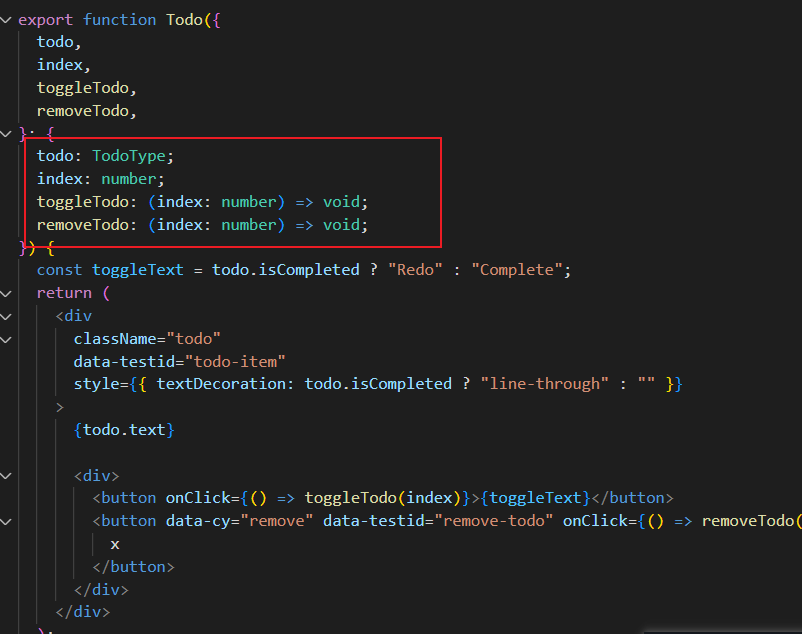 export function Todo({
  todo,
  index,
  toggleTodo,
  removeTodo,
}: {
  todo: TodoType;
  index: number;
  toggleTodo: (index: number) => void;
  removeTodo: (index: number) => void;
}) {
  const toggleText = todo.isCompleted ? "Redo" : "Complete";
  return (
    <div
      className="todo"
      data-testid="todo-item"
      style={{ textDecoration: todo.isCompleted ? "line-through" : "" }}
    >
      {todo.text}

      <div>
        <button onClick={() => toggleTodo(index)}>{toggleText}</button>
        <button data-cy="remove" data-testid="remove-todo" onClick={() => removeTodo(
          x
        </button>
      </div>
    </div>
  );